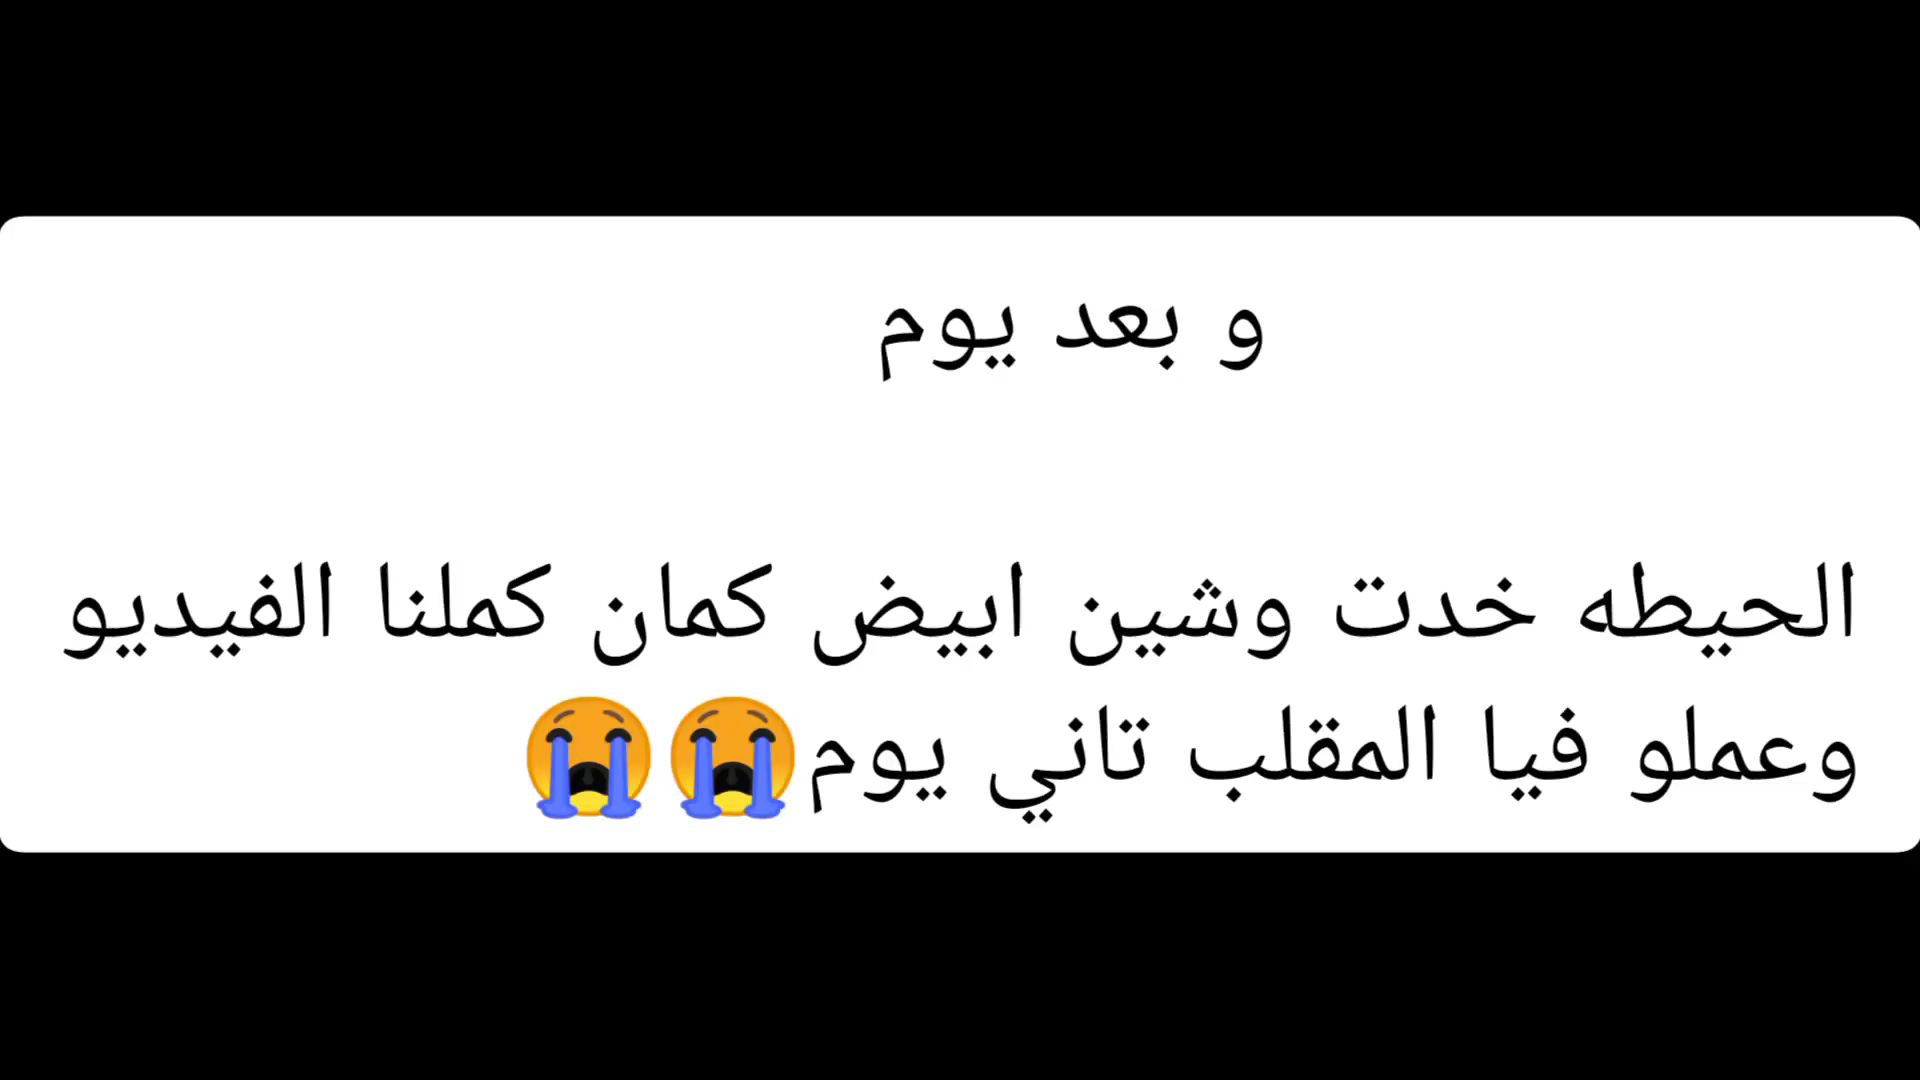 و بعد يوم
الحيطه خدت وشين ابيض كمان كملنا الفيديو
وعملو فيا المقلب تاني يوم😭😭